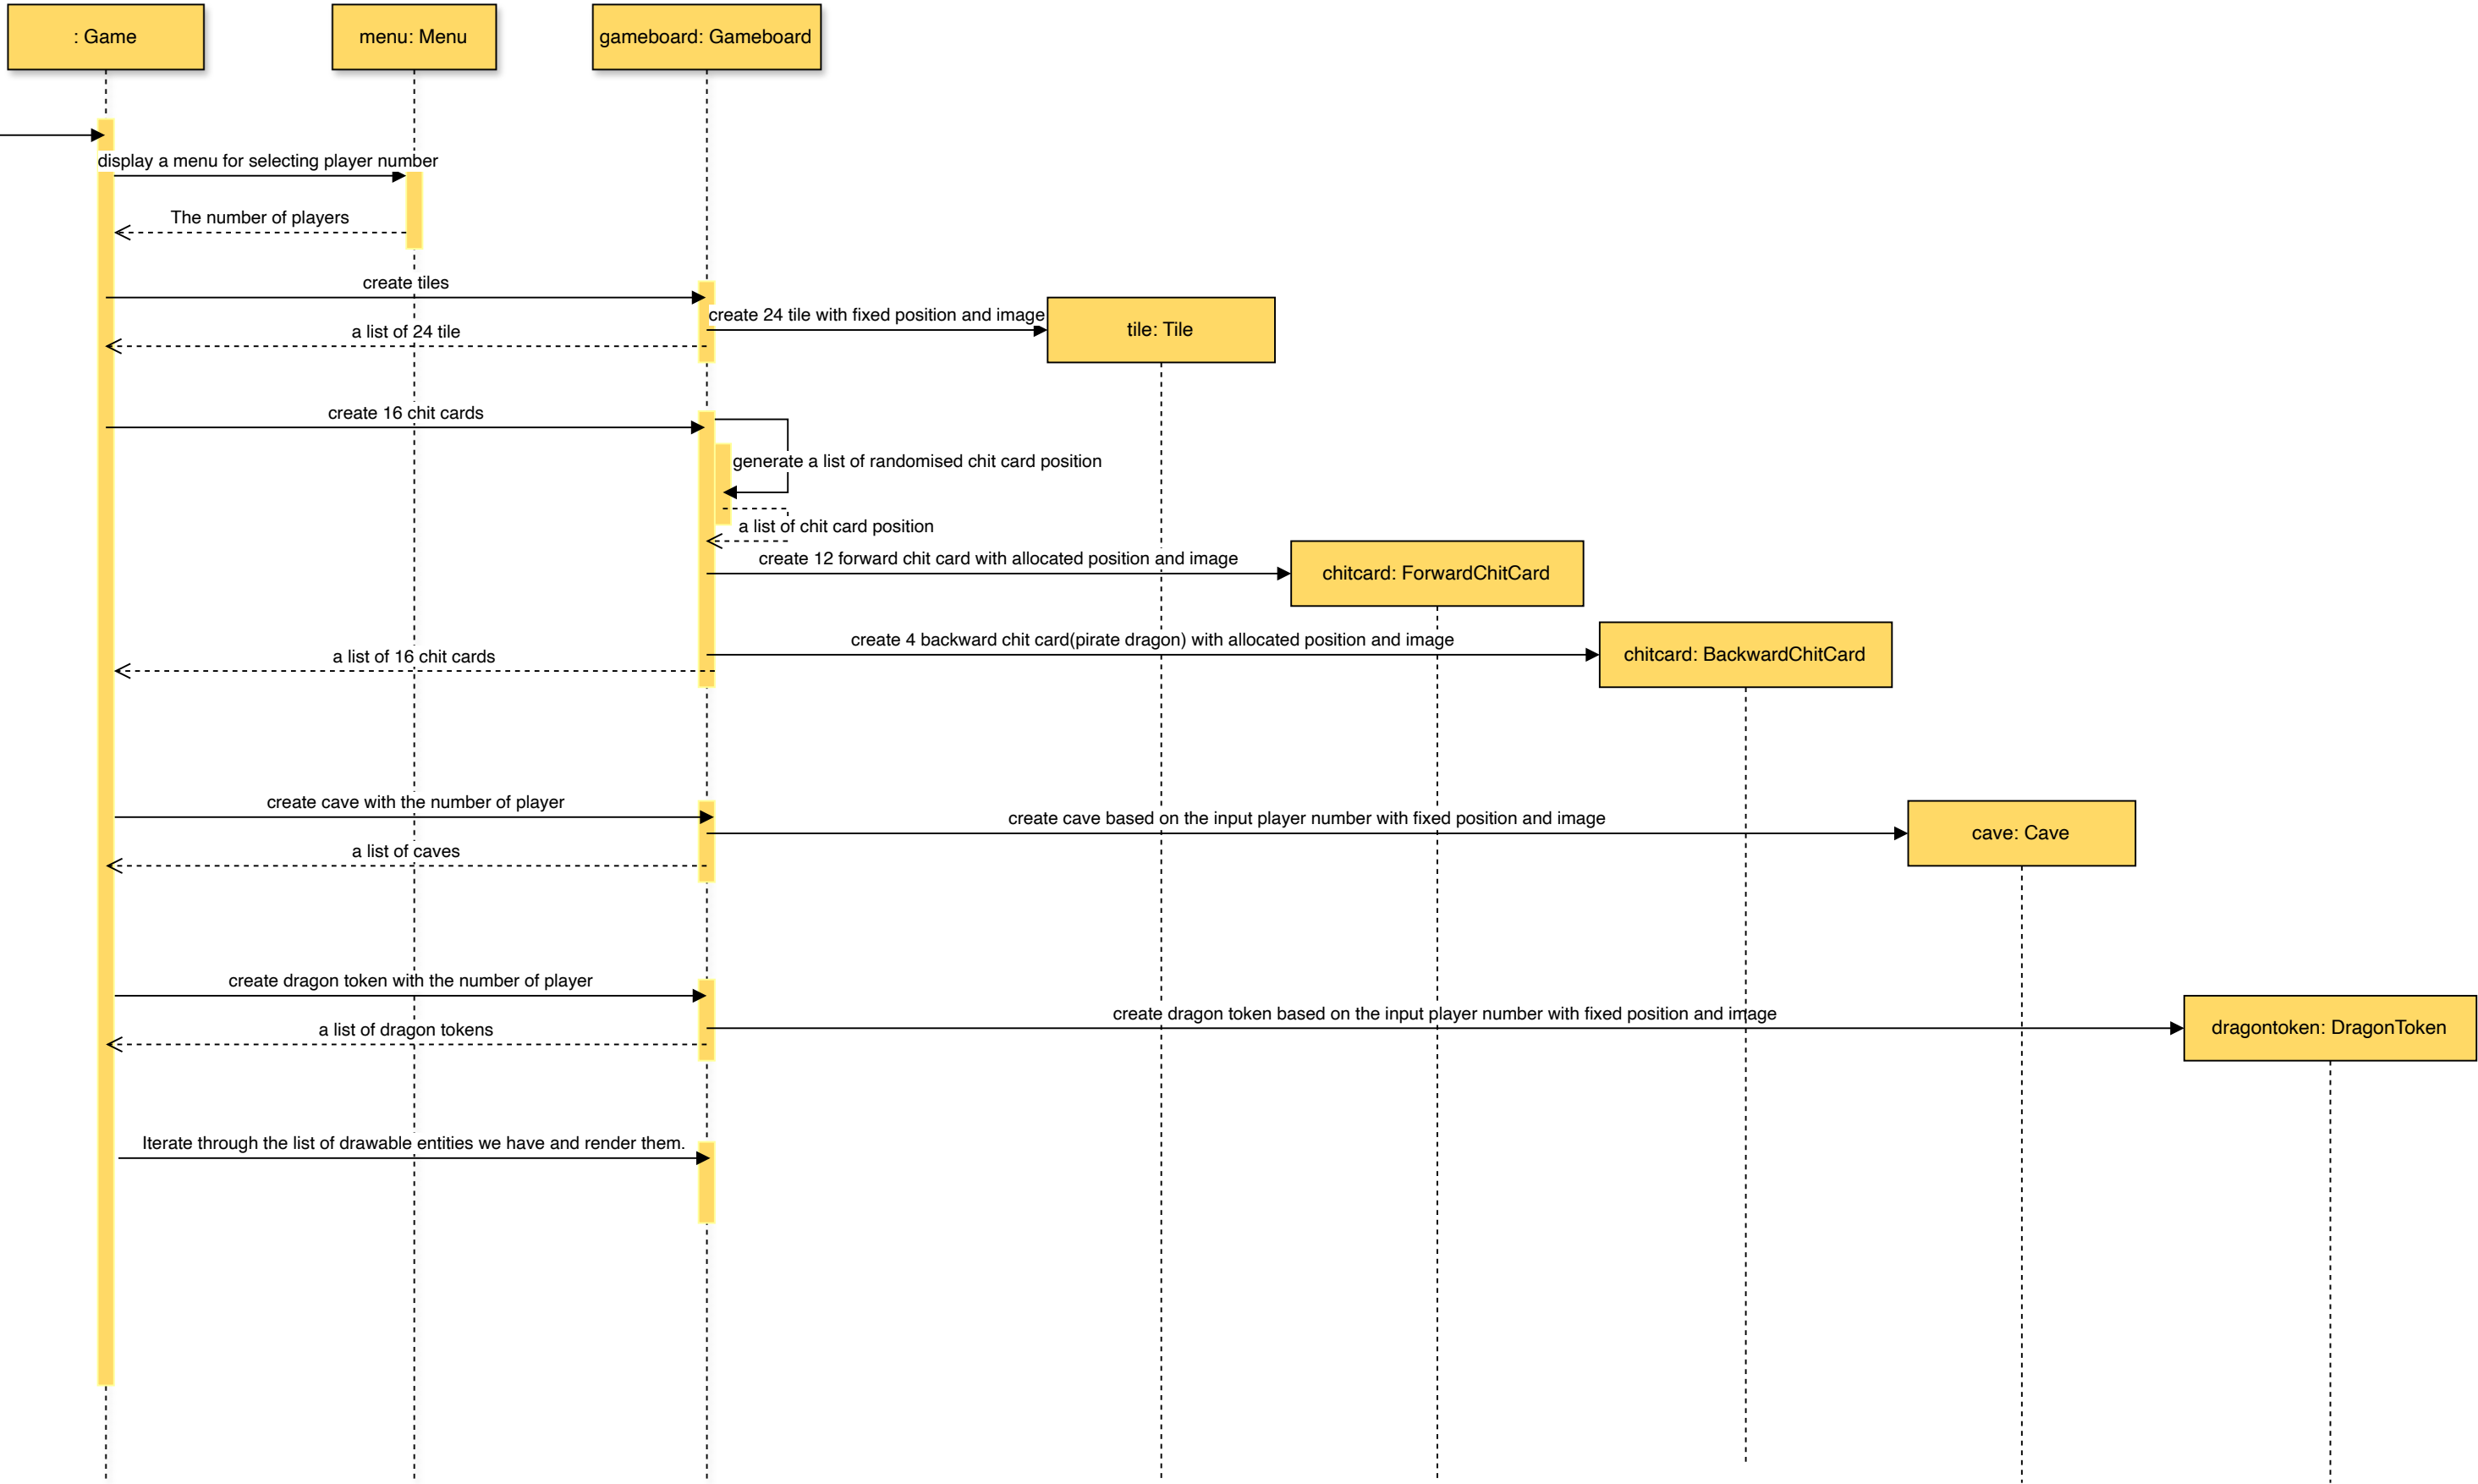 : Game
menu: Menu
gameboard: Gameboard
display a menu for selecting player number
The number of players
create tiles
create 24 tile with fixed position and image
tile: Tile
a list of 24 tile
create 16 chit cards
generate a list of randomised chit card position
a list of chit card position
create 12 forward chit card with allocated position and image
chitcard: ForwardChitCard
create 4 backward chit card(pirate dragon) with allocated position and image
chitcard: BackwardChitCard
a list of 16 chit cards
create cave with the number of player
create cave based on the input player number with fixed position and image
cave: Cave
a list of caves
create dragon token with the number of player
create dragon token based on the input player number with fixed position and image
dragontoken: DragonToken
a list of dragon tokens
Iterate through the list of drawable entities we have and render them.